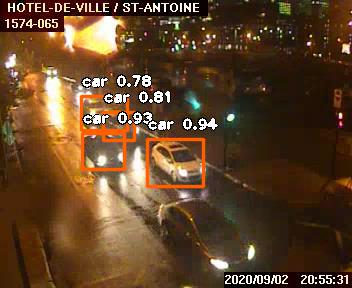 HOTEL-DE-VILLE / ST-ANTOINE
1574-065
car 0.78
car 0.81
car 0.93
car 0.94
2020/09/02 20:55:31